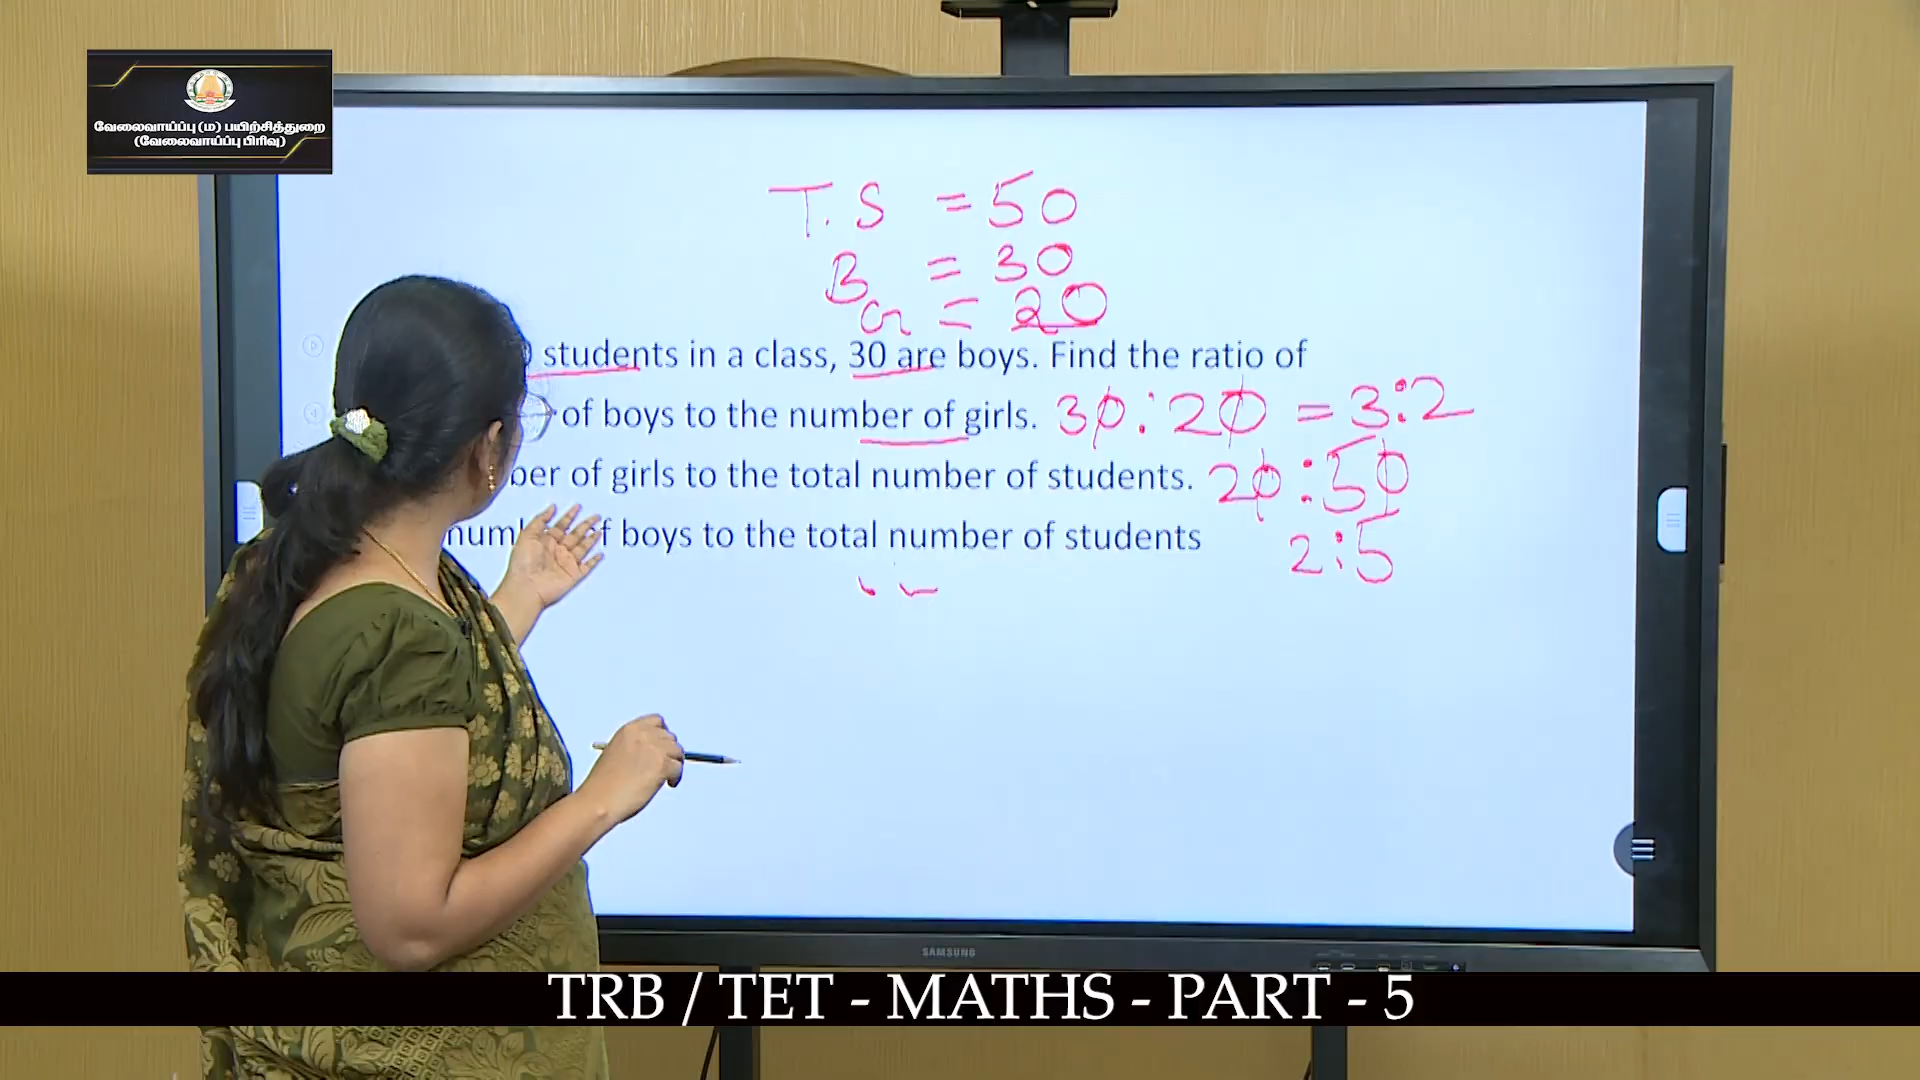 வேலைவாய்ப்பு (ம) பயிற்சித்துறை
(வேலைவாய்ப்பு பிரிவு)
T.S = 50
B = 30
G = 20
students in a class, 30 are boys. Find the ratio of
of boys to the number of girls. 30 : 20 = 3:2
of girls to the total number of students. 20 : 50
boys to the total number of students 2:5
SAMSUNG
TRB / TET - MATHS - PART - 5